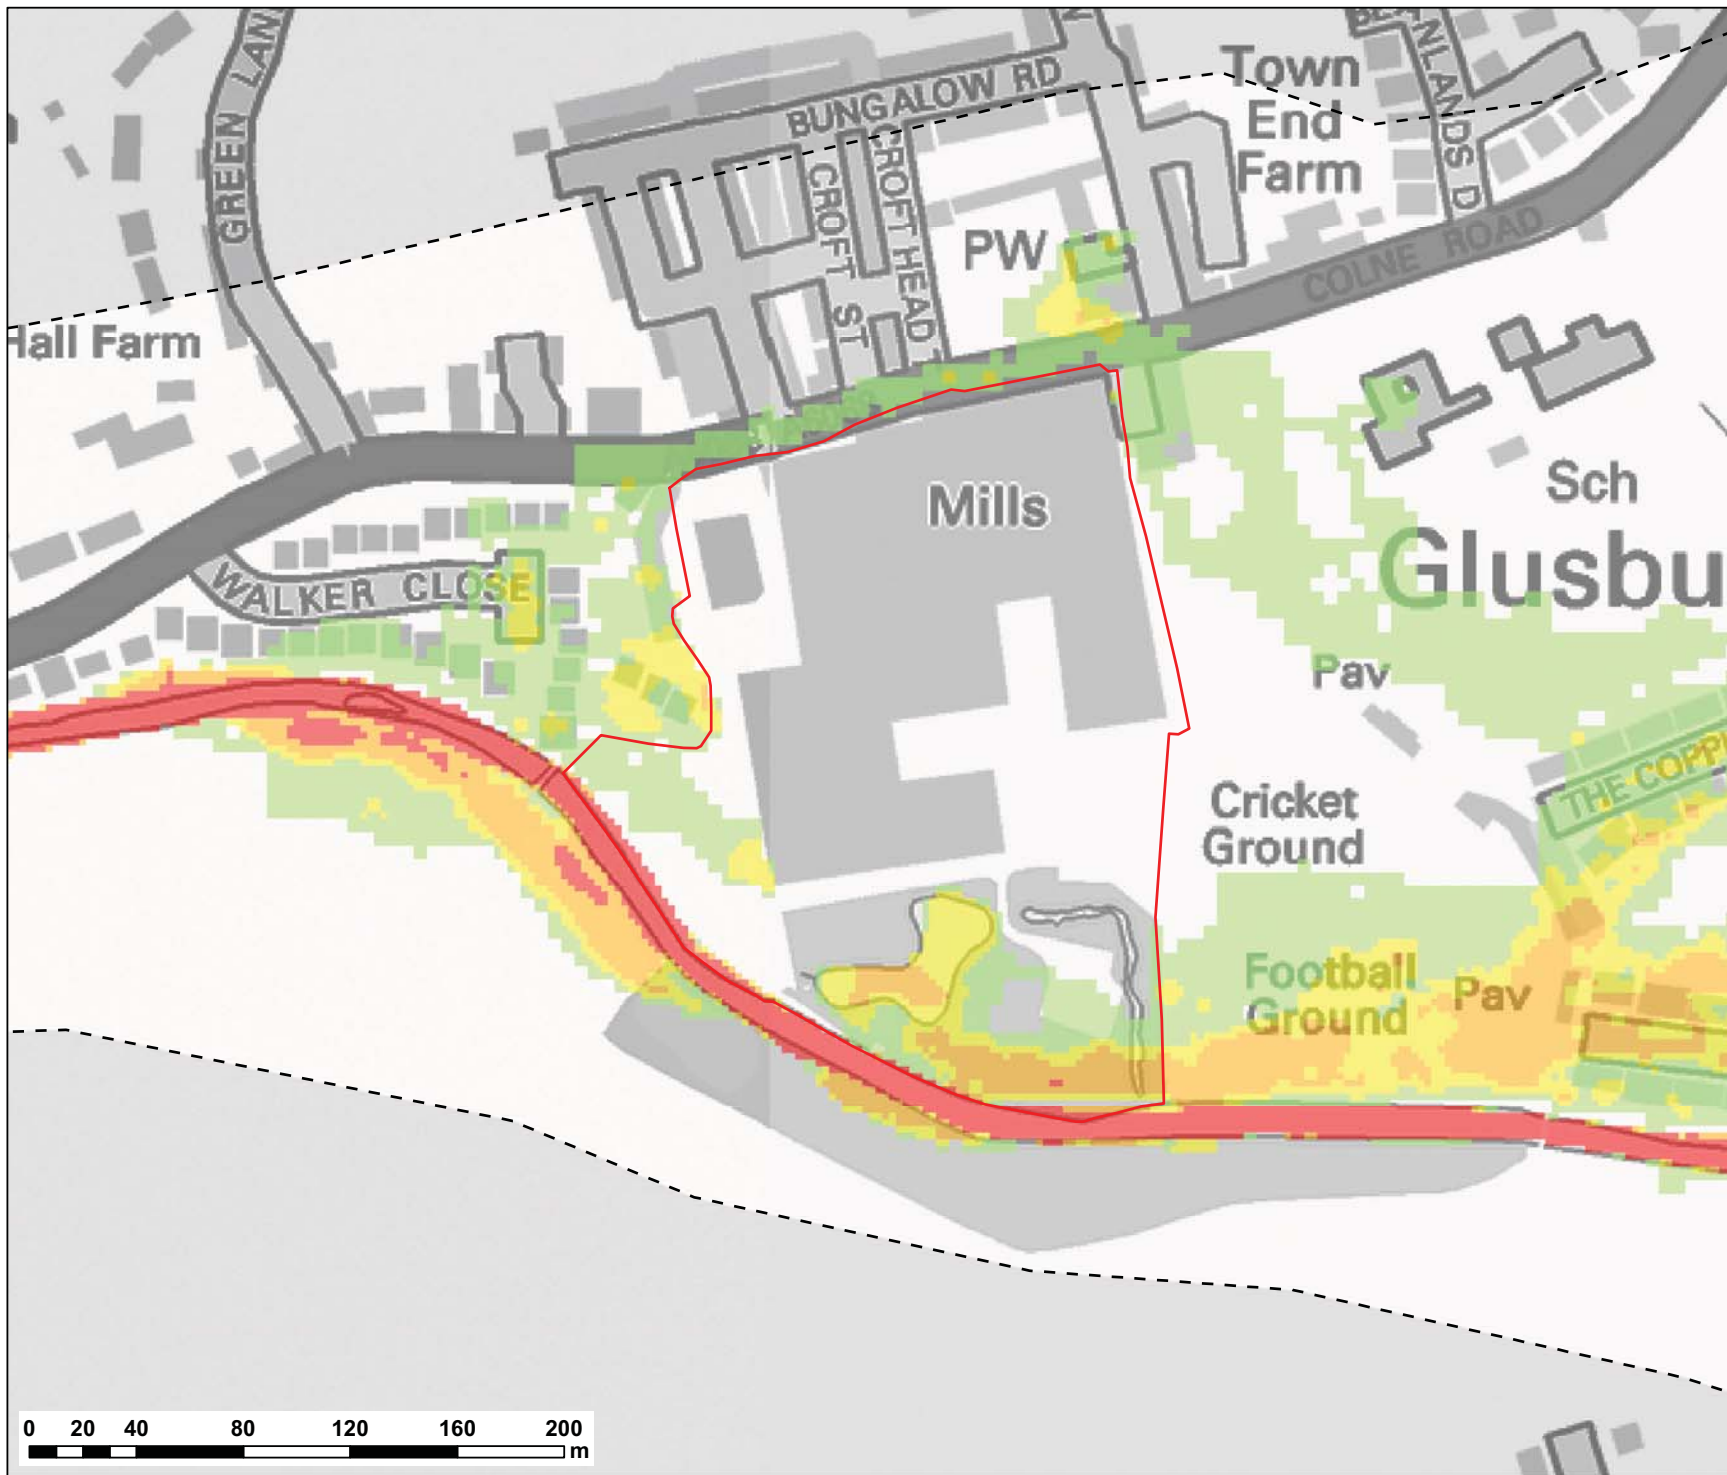 GREEN LAN
BUNGALOW RD
Town
End
Farm
NLANDS D
CROFT ST
CROFT HEAD
PW
COLNE ROAD
Hall Farm
Mills
Sch
Glusbu
WALKER CLOSE
Pav
Cricket
Ground
THE COPP
Football
Ground
Pav
0 20 40 80 120 160 200
m